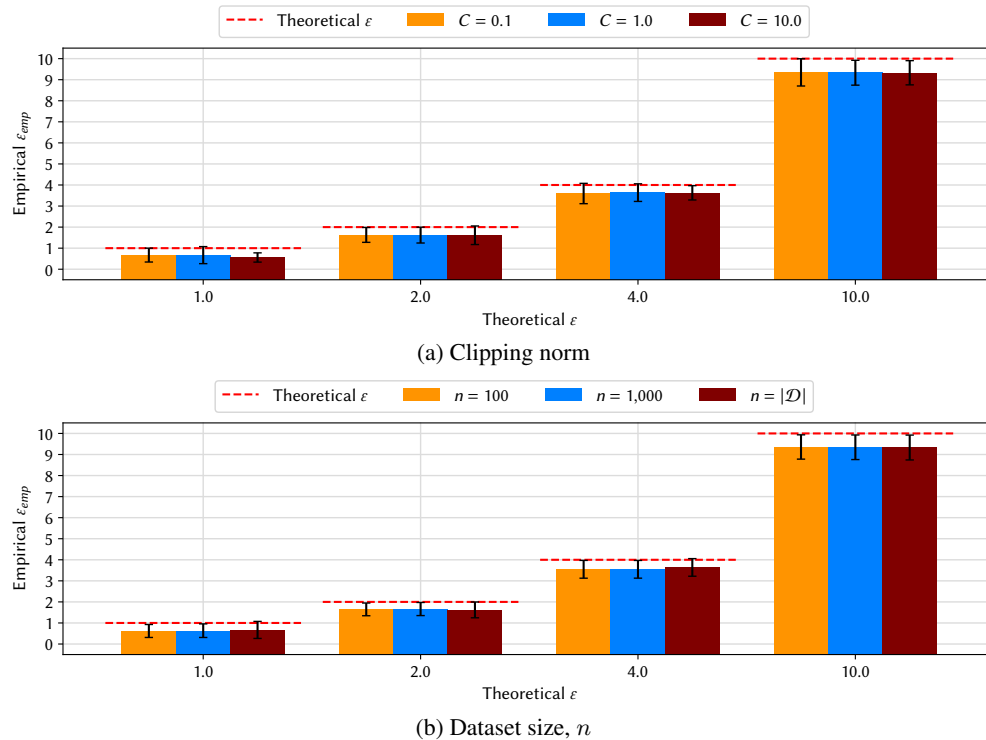 Theoretical ε C = 0.1 C = 1.0 C = 10.0
10
9
8
7
6
5
4
3
2
1
0
Empirical ε_emp
1.0 2.0 4.0 10.0
Theoretical ε
(a) Clipping norm
Theoretical ε n = 100 n = 1,000 n = |𝒟|
10
9
8
7
6
5
4
3
2
1
0
Empirical ε_emp
1.0 2.0 4.0 10.0
Theoretical ε
(b) Dataset size, n